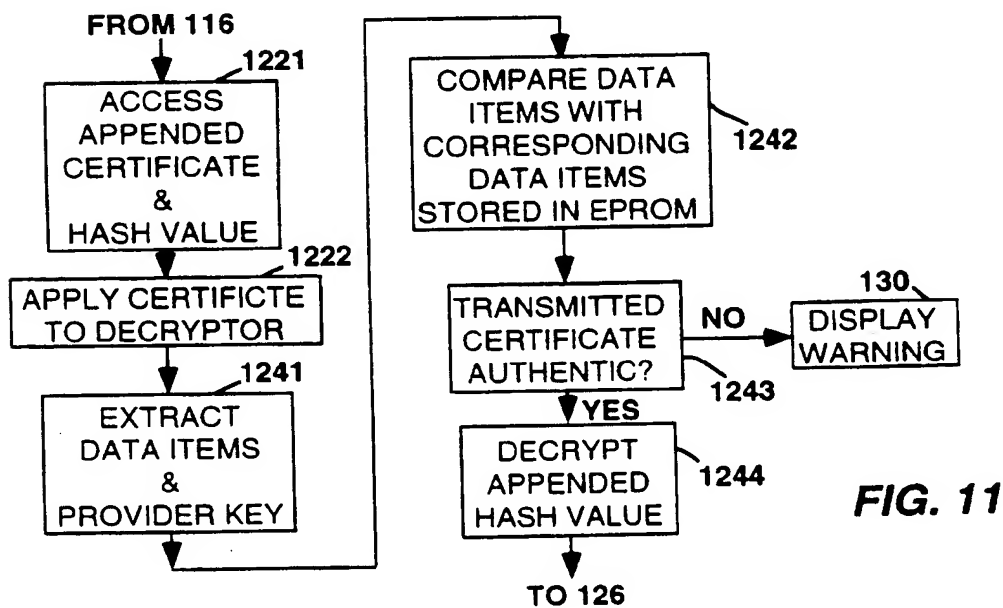 FROM 116
1221
ACCESS
APPENDED
CERTIFICATE
&
HASH VALUE
1222
APPLY CERTIFICTE
TO DECRYPTOR
1241
EXTRACT
DATA ITEMS
&
PROVIDER KEY
COMPARE DATA
ITEMS WITH
CORRESPONDING
DATA ITEMS
STORED IN EPROM
1242
TRANSMITTED
CERTIFICATE
AUTHENTIC?
1243
NO
130
DISPLAY
WARNING
YES
DECRYPT
APPENDED
HASH VALUE
1244
TO 126
FIG. 11